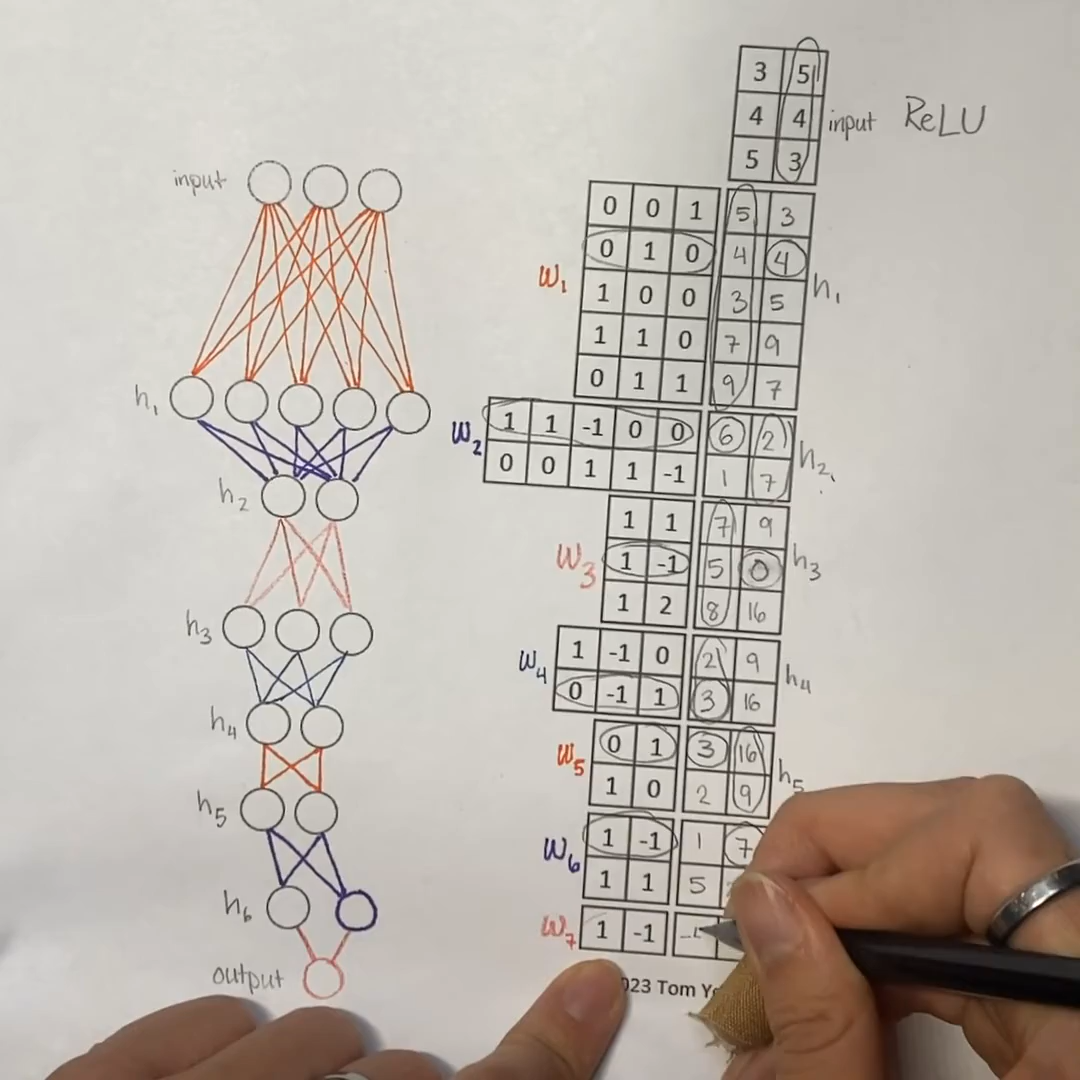 3 5
4 4
5 3
input ReLU
input
0 0 1 5 3
0 1 0 4 4
1 0 0 3 5
1 1 0 7 9
0 1 1 9 7
W₁
h₁
h₁
1 1 -1 0 0 6 2
0 0 1 1 -1 1 7
W₂
h₂
h₂
1 1 7 9
1 -1 5 0
1 2 8 16
W₃
h₃
h₃
1 -1 0 2 9
0 -1 1 3 16
W₄
h₄
h₄
0 1 3 16
1 0 2 9
W₅
h₅
h₅
1 -1 1 7
1 1 5
W₆
h₆
1 -1
W₇
output
023 Tom